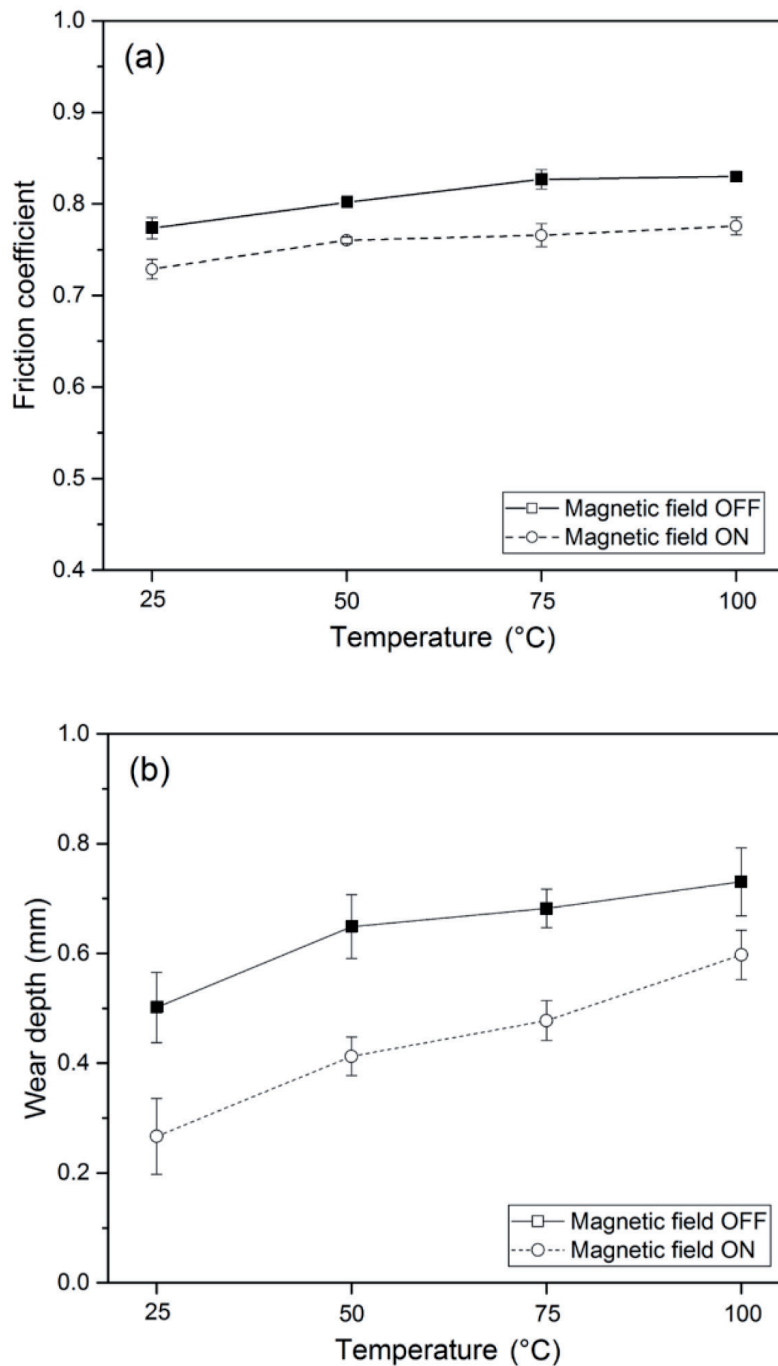 (a)
1.0
0.9
0.8
0.7
0.6
0.5
0.4
Friction coefficient
Magnetic field OFF
Magnetic field ON
25 50 75 100
Temperature (°C)
(b)
1.0
0.8
0.6
0.4
0.2
0.0
Wear depth (mm)
Magnetic field OFF
Magnetic field ON
25 50 75 100
Temperature (°C)